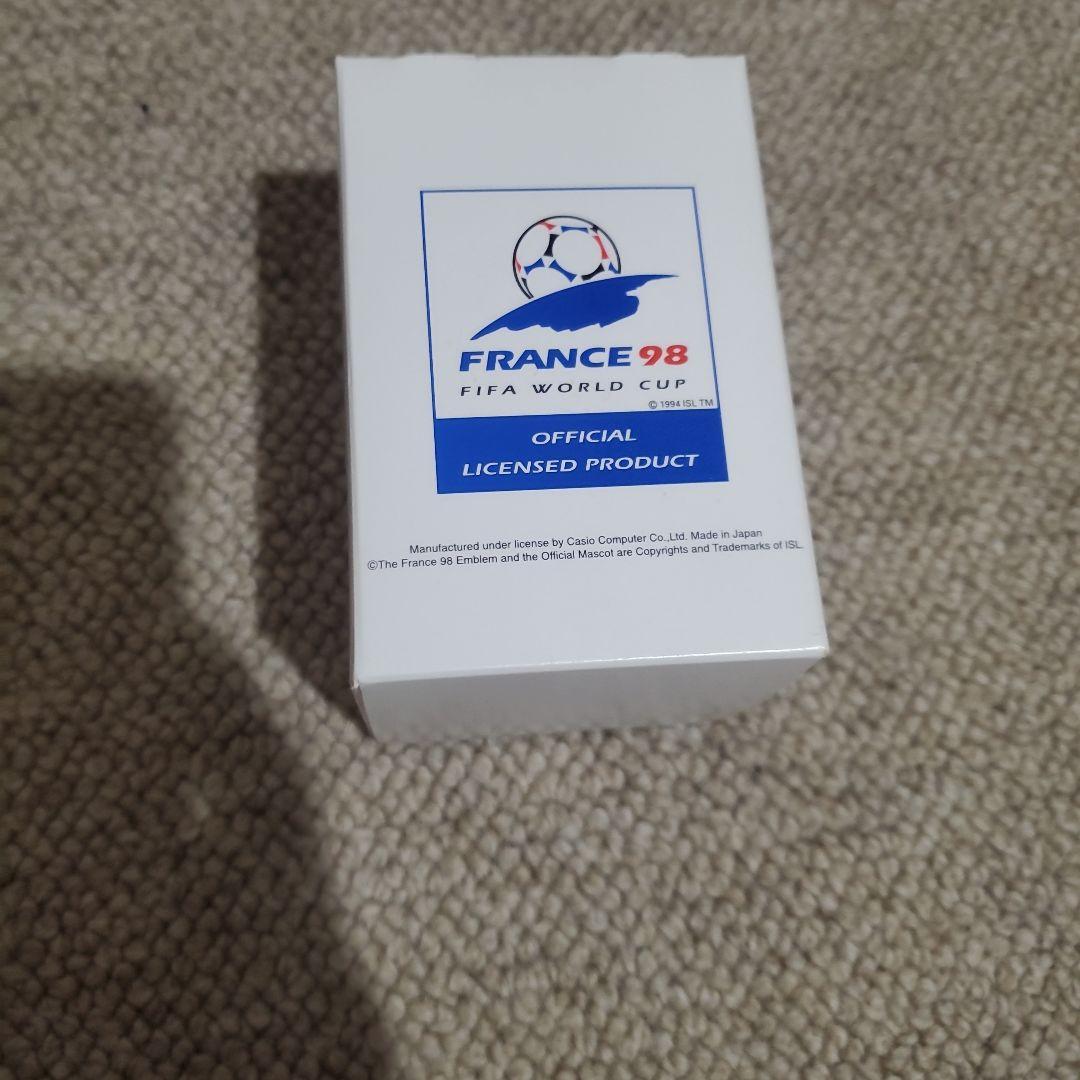 FRANCE 98
FIFA WORLD CUP
© 1994 ISL TM
OFFICIAL
LICENSED PRODUCT
Manufactured under license by Casio Computer Co.,Ltd. Made in Japan
©The France 98 Emblem and the Official Mascot are Copyrights and Trademarks of ISL.